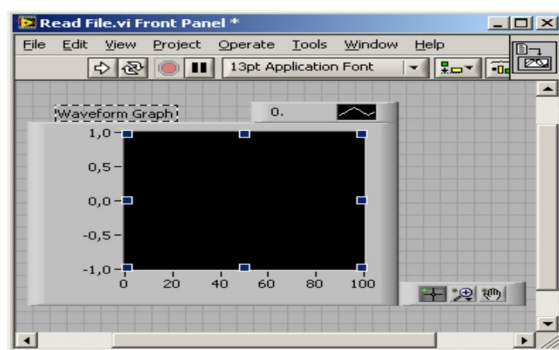 Read File.vi Front Panel *
File Edit View Project Operate Tools Window Help
13pt Application Font
Waveform Graph
0.
1,0
0,5
0,0
-0,5
-1,0
0 20 40 60 80 100